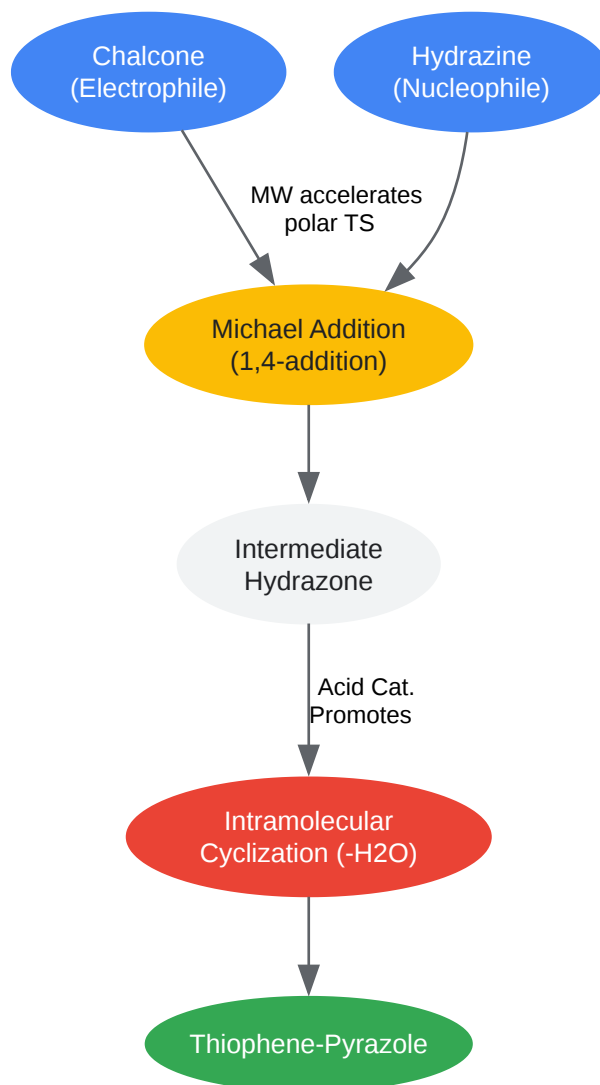 Chalcone
(Electrophile)
Hydrazine
(Nucleophile)
MW accelerates
polar TS
Michael Addition
(1,4-addition)
Intermediate
Hydrazone
Acid Cat.
Promotes
Intramolecular
Cyclization (-H2O)
Thiophene-Pyrazole